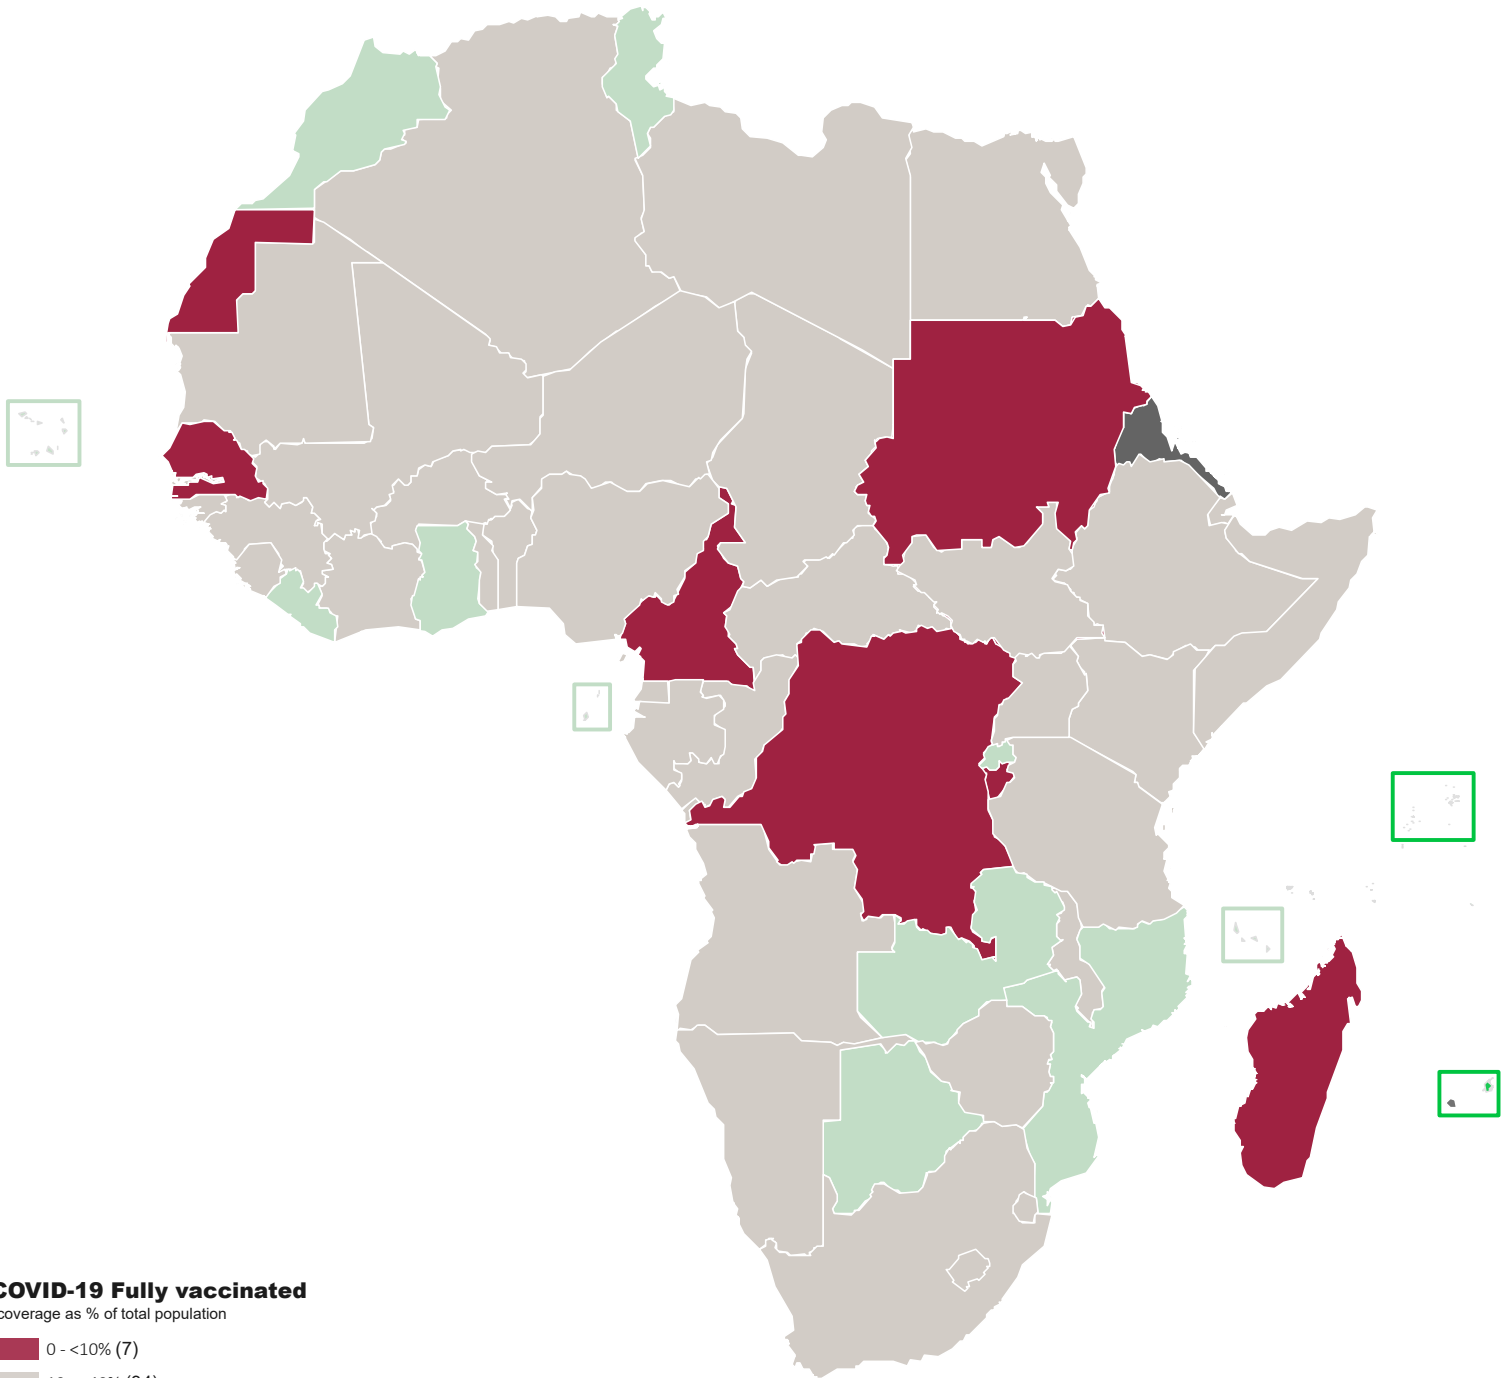 COVID-19 Fully vaccinated
coverage as % of total population
0 - <10% (7)